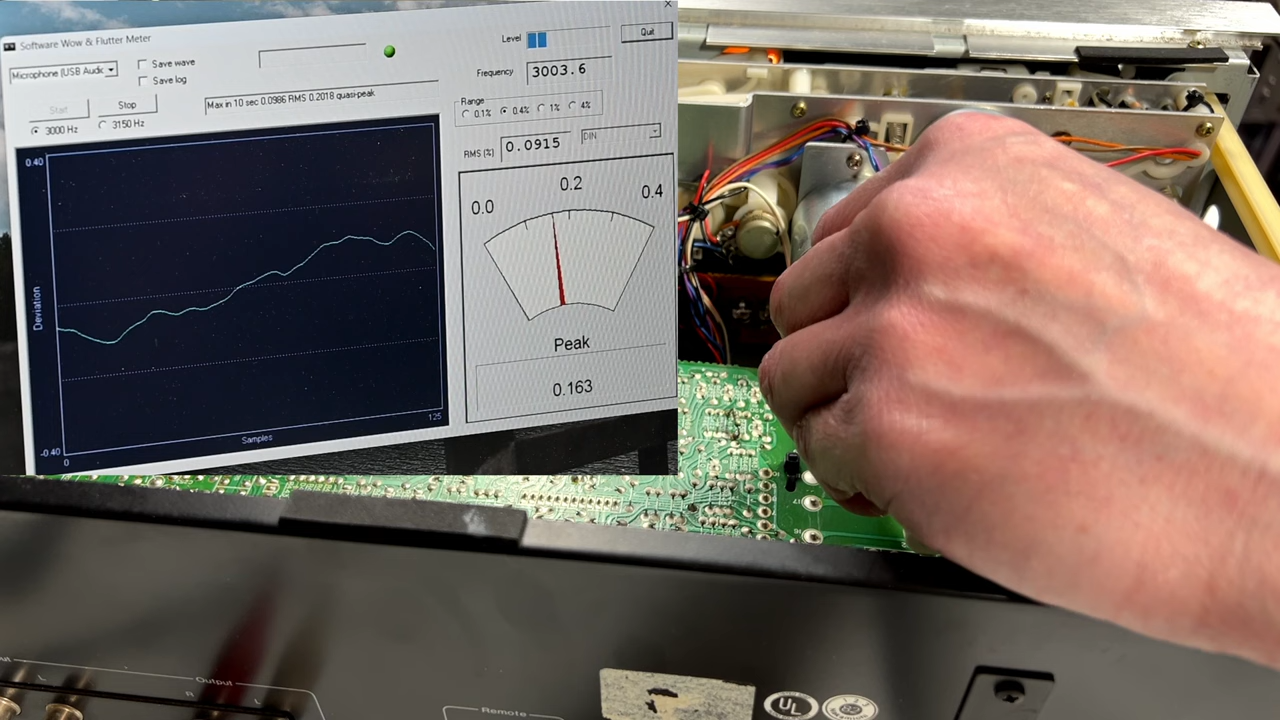 Software Wow & Flutter Meter
Microphone (USB Audic
Save wave
Save log
Level
Quit
Frequency
3003.6
Start
Stop
3000 Hz
3150 Hz
Max in 10 sec 0.0986 RMS 0.2018 quasi-peak
Range
0.1%
0.4%
1%
4%
RMS (%)
0.0915
DIN
0.40
Deviation
-0.40
0
Samples
125
0.0
0.2
0.4
Peak
0.163
Output
L
R
L
Remote
UL